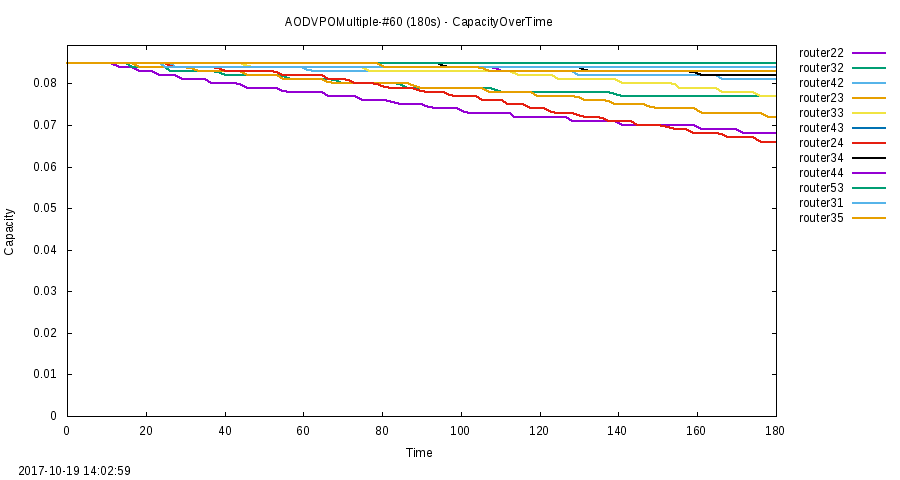 AODVPOMultiple-#60 (180s) - CapacityOverTime
router22
router32
router42
router23
router33
router43
router24
router34
router44
router53
router31
router35
0.08
0.07
0.06
0.05
0.04
0.03
0.02
0.01
0
Capacity
0 20 40 60 80 100 120 140 160 180
Time
2017-10-19 14:02:59